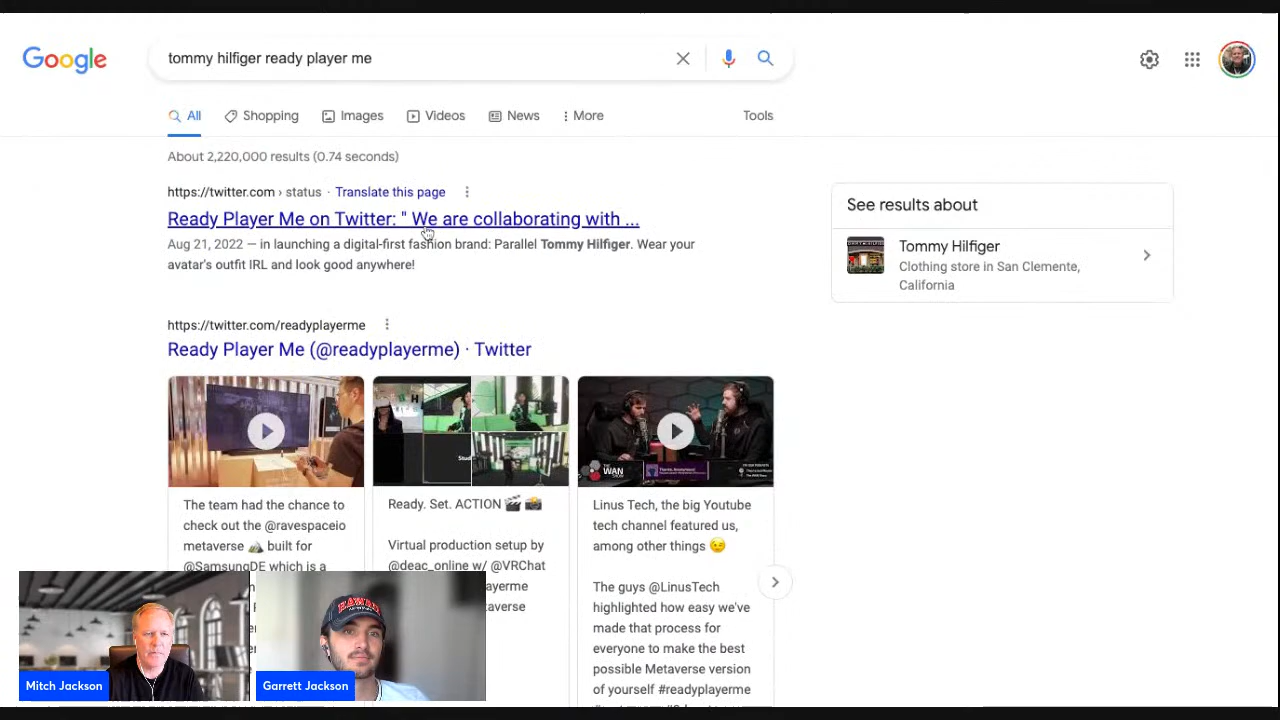 Google
tommy hilfiger ready player me
All
Shopping
Images
Videos
News
More
Tools
About 2,220,000 results (0.74 seconds)
https://twitter.com › status · Translate this page
Ready Player Me on Twitter: " We are collaborating with ...
Aug 21, 2022 — in launching a digital-first fashion brand: Parallel Tommy Hilfiger. Wear your
avatar's outfit IRL and look good anywhere!
See results about
Tommy Hilfiger
Clothing store in San Clemente,
California
https://twitter.com/readyplayerme
Ready Player Me (@readyplayerme) · Twitter
THE
WAN
The team had the chance to
check out the @ravespaceio
metaverse ⛰️ built for
@SamsungDE which is a
Ready. Set. ACTION 🎬 📸
Virtual production setup by
@deac_online w/ @VRChat
ayerme
taverse
Linus Tech, the big Youtube
tech channel featured us,
among other things 😉
The guys @LinusTech
highlighted how easy we've
made that process for
everyone to make the best
possible Metaverse version
of yourself #readyplayerme
HAWAII
Mitch Jackson
Garrett Jackson